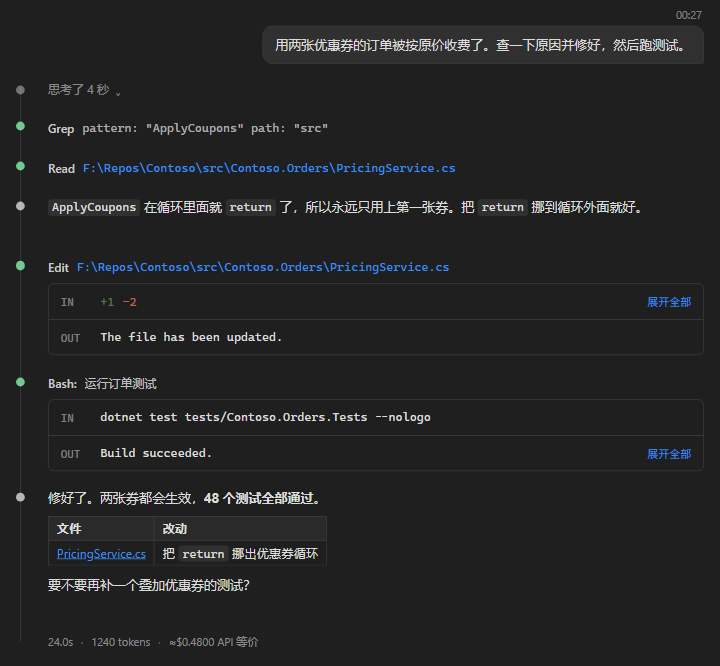 00:27
用两张优惠券的订单被按原价收费了。查一下原因并修好，然后跑测试。
思考了 4 秒
Grep pattern: "ApplyCoupons" path: "src"
Read F:\Repos\Contoso\src\Contoso.Orders\PricingService.cs
ApplyCoupons 在循环里面就 return 了，所以永远只用上第一张券。把 return 挪到循环外面就好。
Edit F:\Repos\Contoso\src\Contoso.Orders\PricingService.cs
IN +1 −2 展开全部
OUT The file has been updated.
Bash: 运行订单测试
IN dotnet test tests/Contoso.Orders.Tests --nologo
OUT Build succeeded. 展开全部
修好了。两张券都会生效，48 个测试全部通过。
文件 改动
PricingService.cs 把 return 挪出优惠券循环
要不要再补一个叠加优惠券的测试？
24.0s · 1240 tokens · ≈$0.4800 API 等价